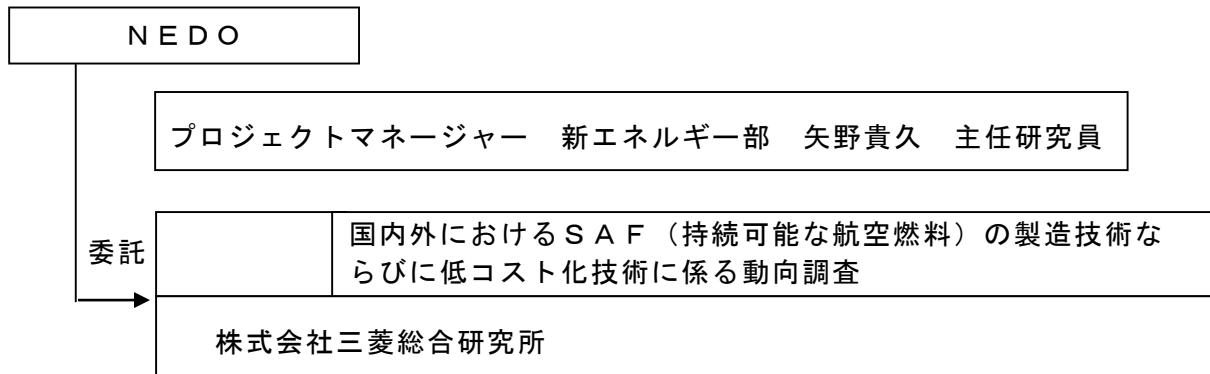 ＮＥＤＯ
プロジェクトマネージャー　新エネルギー部　矢野貴久　主任研究員
委託
国内外におけるＳＡＦ（持続可能な航空燃料）の製造技術な
らびに低コスト化技術に係る動向調査
株式会社三菱総合研究所